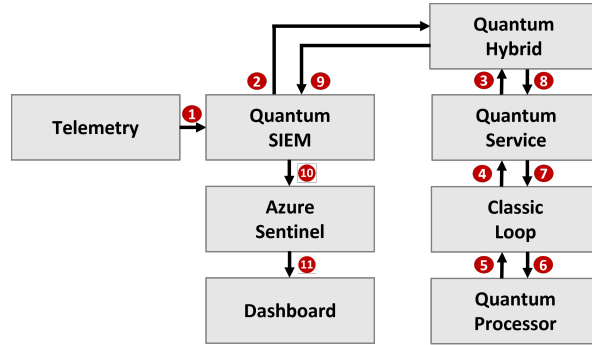 Quantum
Hybrid
2
9
3
8
1
Telemetry
Quantum
SIEM
Quantum
Service
10
4
7
Azure
Sentinel
Classic
Loop
11
5
6
Dashboard
Quantum
Processor